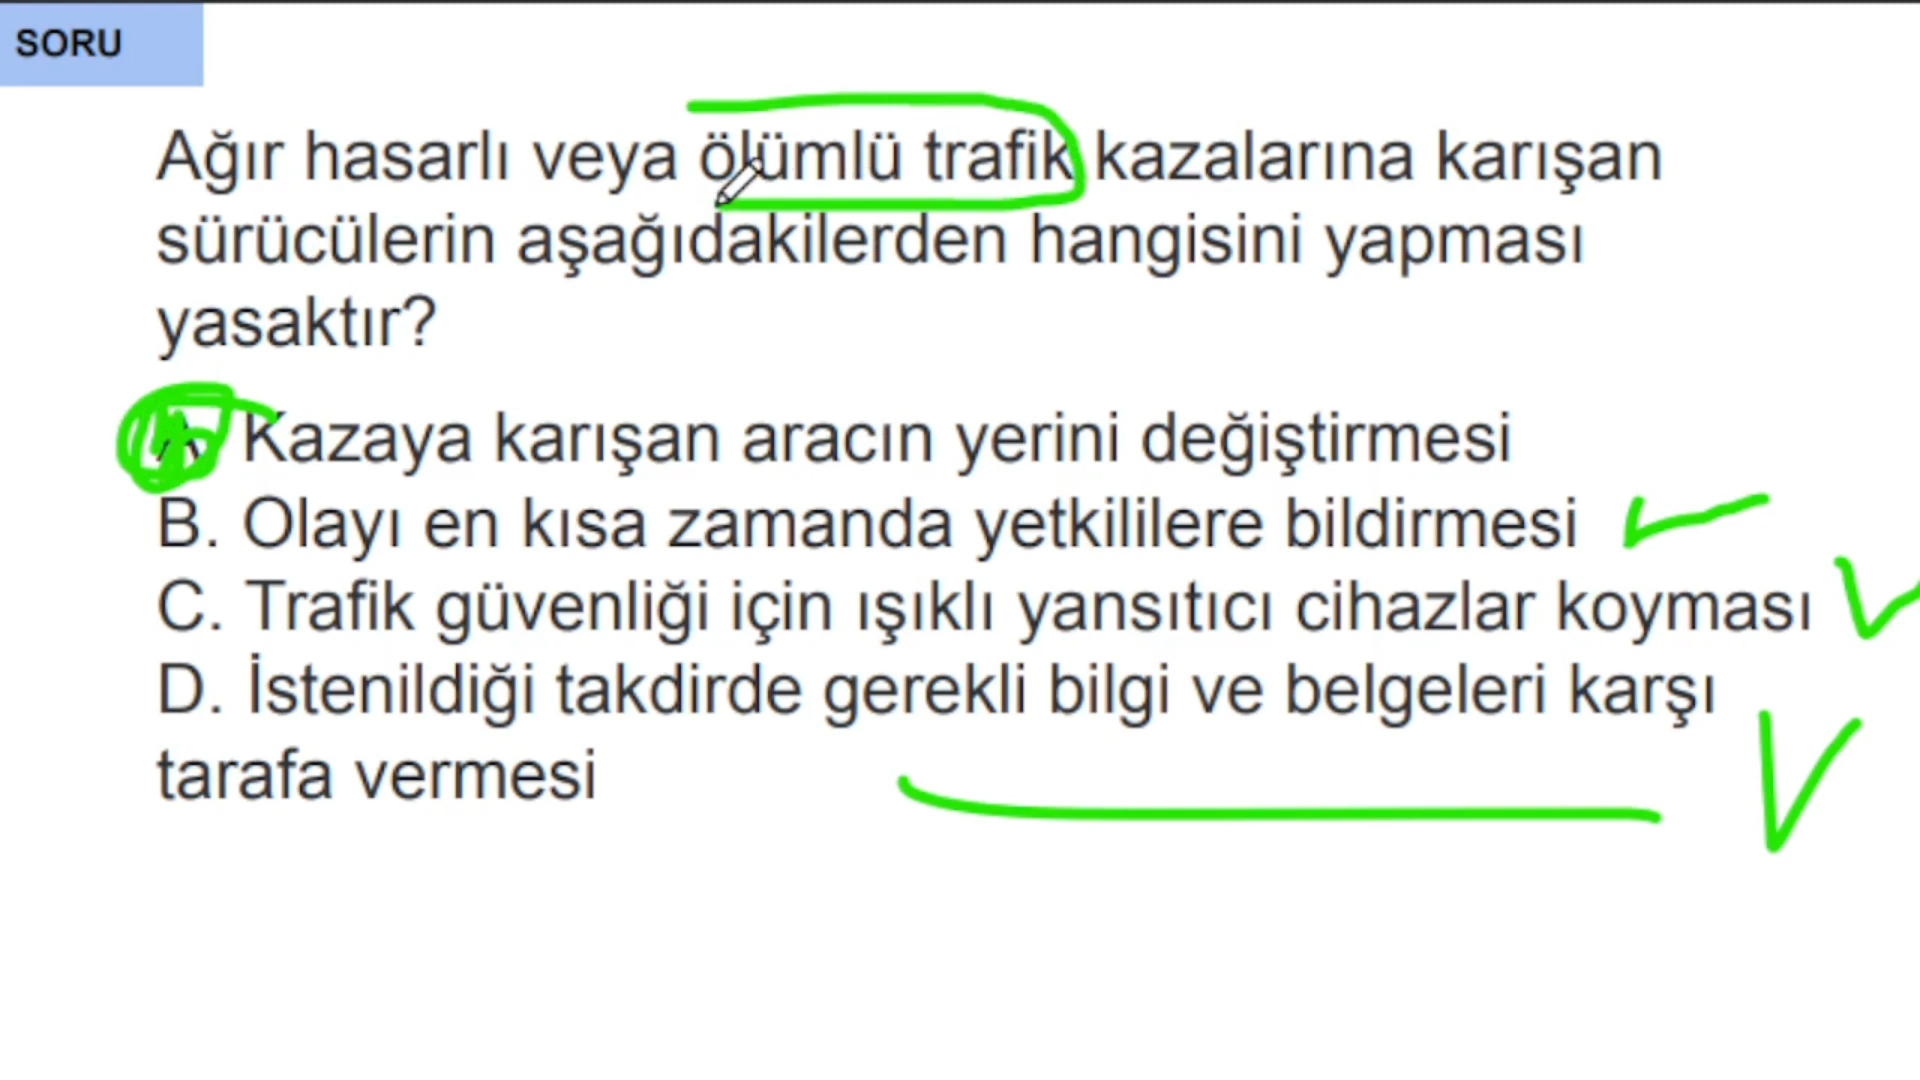 SORU
Ağır hasarlı veya ölümlü trafik kazalarına karışan
sürücülerin aşağıdakilerden hangisini yapması
yasaktır?
A. Kazaya karışan aracın yerini değiştirmesi
B. Olayı en kısa zamanda yetkililere bildirmesi
C. Trafik güvenliği için ışıklı yansıtıcı cihazlar koyması
D. İstenildiği takdirde gerekli bilgi ve belgeleri karşı
tarafa vermesi